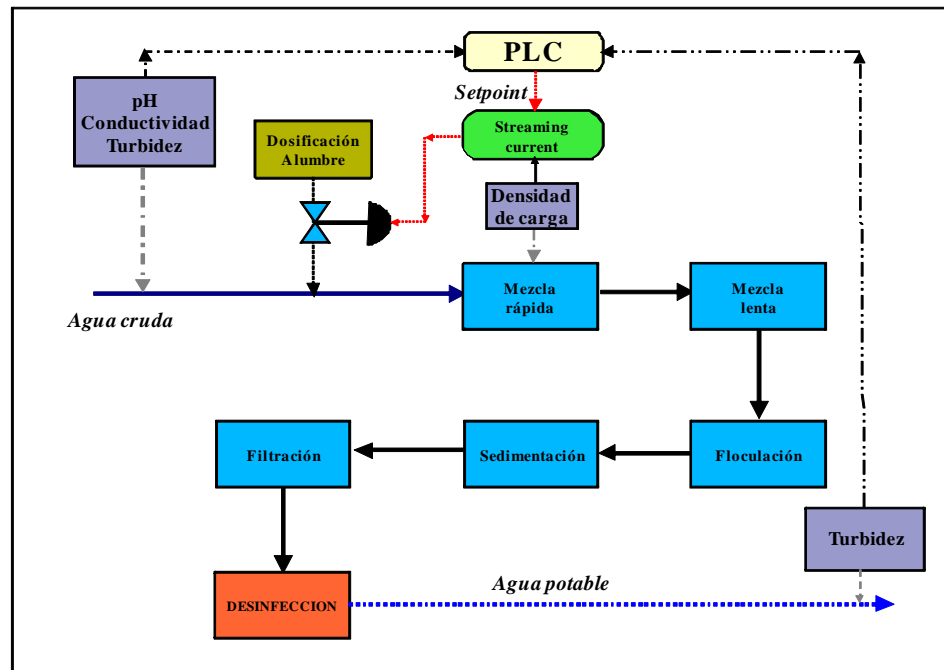 PLC
Setpoint
pH
Conductividad
Turbidez
Dosificación
Alumbre
Streaming
current
Densidad
de carga
Mezcla
rápida
Mezcla
lenta
Agua cruda
Filtración
Sedimentación
Floculación
Turbidez
DESINFECCION
Agua potable